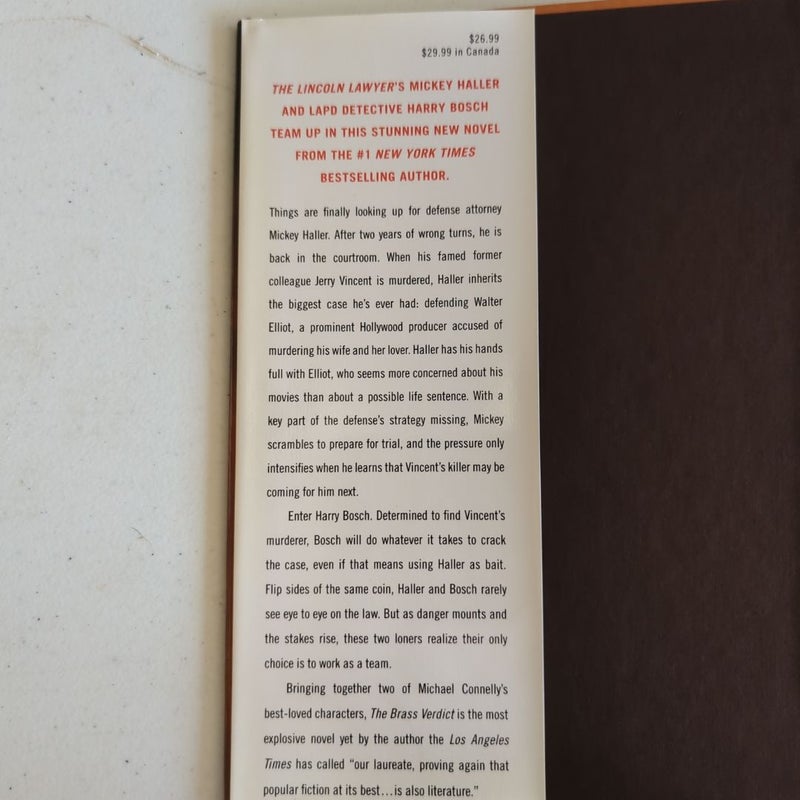 $26.99
$29.99 in Canada
THE LINCOLN LAWYER'S MICKEY HALLER
AND LAPD DETECTIVE HARRY BOSCH
TEAM UP IN THIS STUNNING NEW NOVEL
FROM THE #1 NEW YORK TIMES
BESTSELLING AUTHOR.
Things are finally looking up for defense attorney
Mickey Haller. After two years of wrong turns, he is
back in the courtroom. When his famed former
colleague Jerry Vincent is murdered, Haller inherits
the biggest case he's ever had: defending Walter
Elliot, a prominent Hollywood producer accused of
murdering his wife and her lover. Haller has his hands
full with Elliot, who seems more concerned about his
movies than about a possible life sentence. With a
key part of the defense's strategy missing, Mickey
scrambles to prepare for trial, and the pressure only
intensifies when he learns that Vincent's killer may be
coming for him next.
Enter Harry Bosch. Determined to find Vincent's
murderer, Bosch will do whatever it takes to crack
the case, even if that means using Haller as bait.
Flip sides of the same coin, Haller and Bosch rarely
see eye to eye on the law. But as danger mounts and
the stakes rise, these two loners realize their only
choice is to work as a team.
Bringing together two of Michael Connelly's
best-loved characters, The Brass Verdict is the most
explosive novel yet by the author the Los Angeles
Times has called "our laureate, proving again that
popular fiction at its best...is also literature."